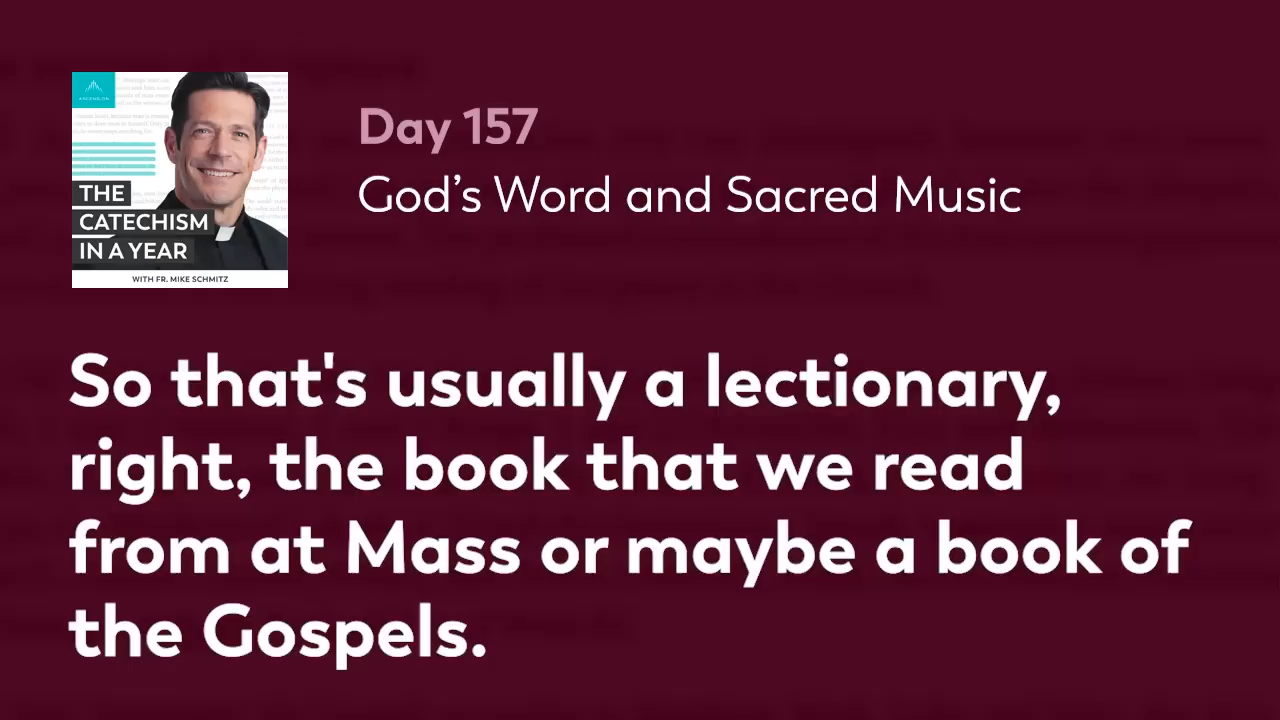 ASCENSION
THE
CATECHISM
IN A YEAR
WITH FR. MIKE SCHMITZ
Day 157
God’s Word and Sacred Music
So that's usually a lectionary,
right, the book that we read
from at Mass or maybe a book of
the Gospels.